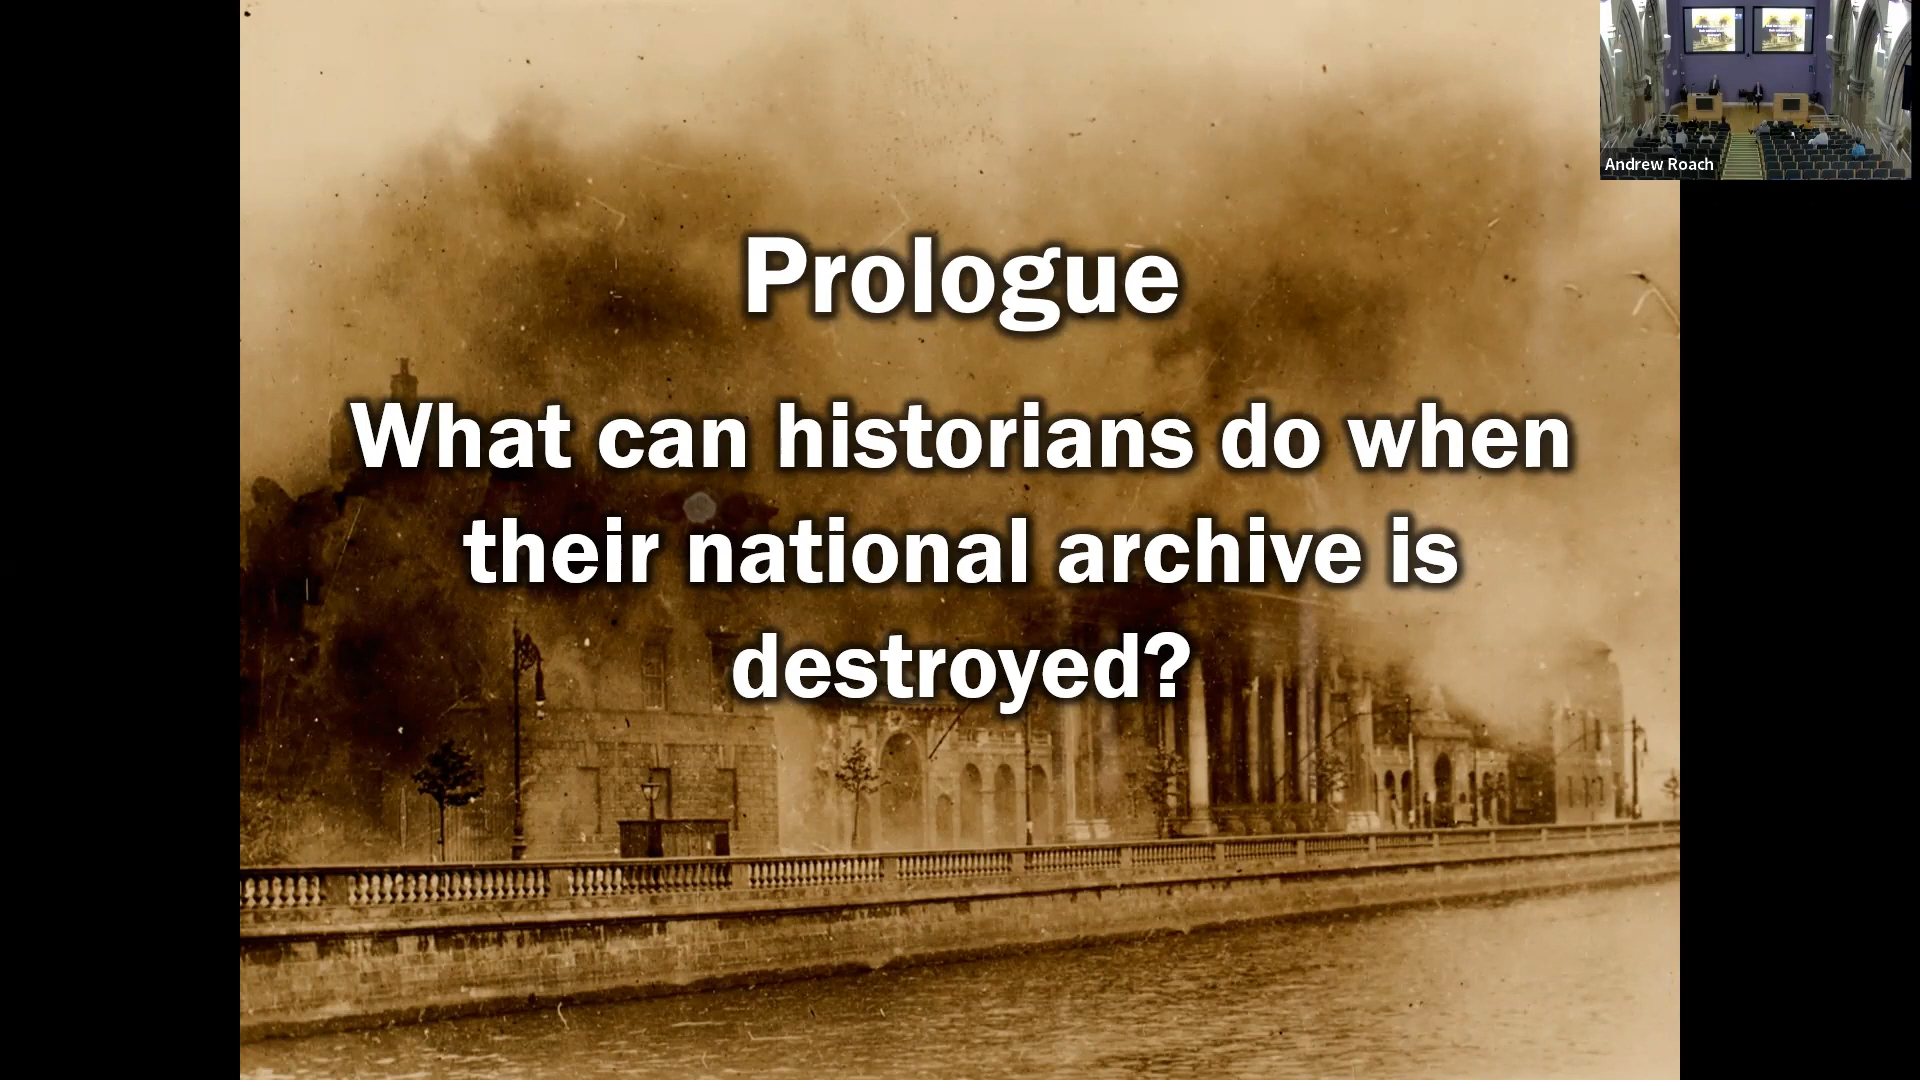 Prologue
What can historians do when
their national archive is
destroyed?
Andrew Roach